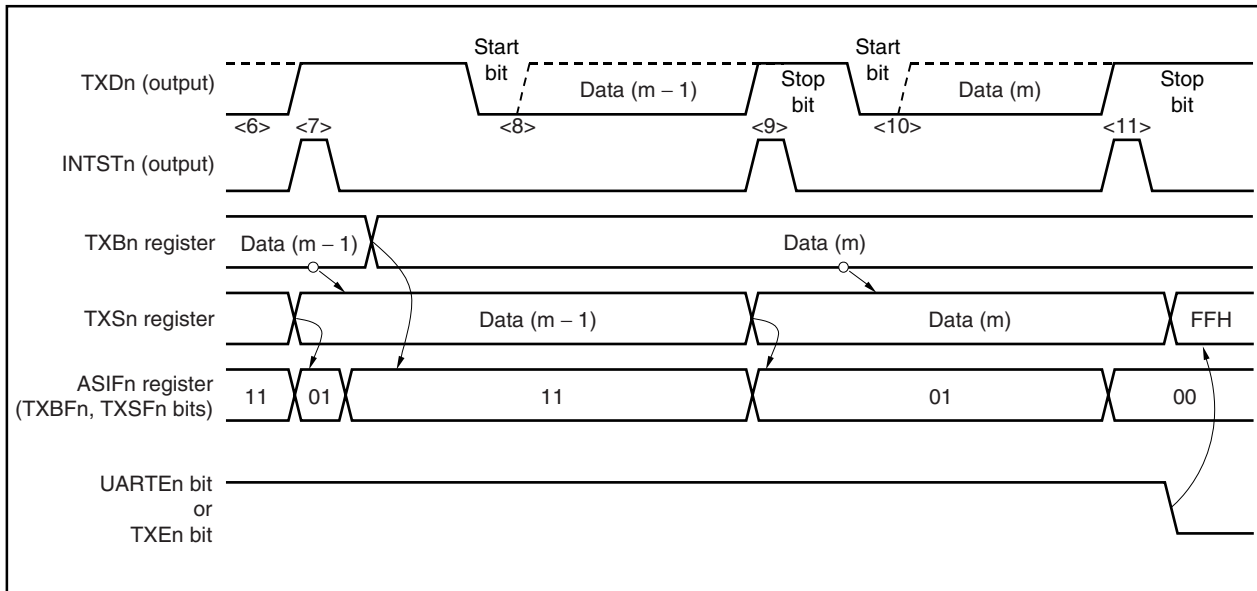 Start
bit
Start
bit
TXDn (output)
Data (m – 1)
Stop
bit
Data (m)
Stop
bit
<6> <7> <8> <9> <10> <11>
INTSTn (output)
TXBn register
Data (m – 1)
Data (m)
TXSn register
Data (m – 1)
Data (m)
FFH
ASIFn register
(TXBFn, TXSFn bits)
11
01
11
01
00
UARTEn bit
or
TXEn bit